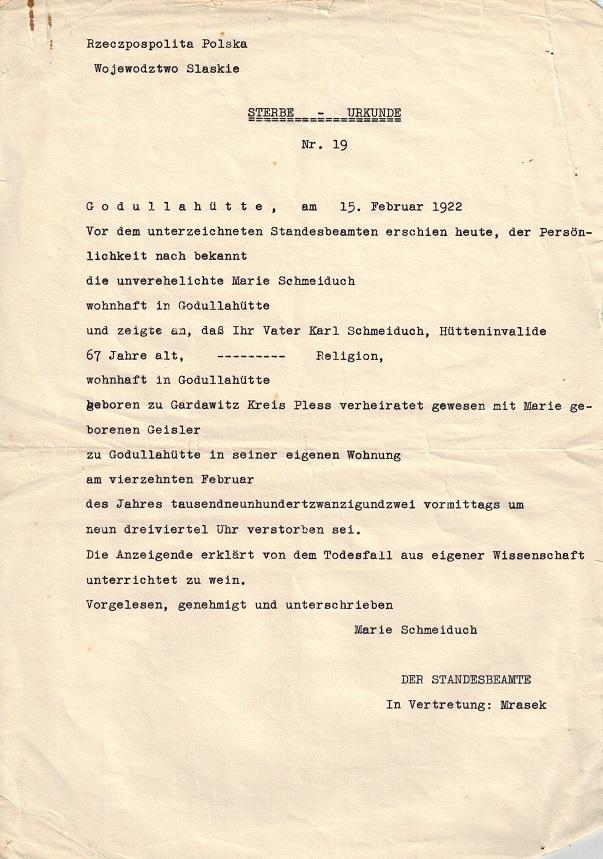 Rzeczpospolita Polska
Wojewodztwo Slaskie
STERBE - URKUNDE
Nr. 19
Godullahütte, am 15. Februar 1922
Vor dem unterzeichneten Standesbeamten erschien heute, der Persön-
lichkeit nach bekannt
die unverehelichte Marie Schmeiduch
wohnhaft in Godullahütte
und zeigte an, daß Ihr Vater Karl Schmeiduch, Hütteninvalide
67 Jahre alt, --------- Religion,
wohnhaft in Godullahütte
geboren zu Gardawitz Kreis Pless verheiratet gewesen mit Marie ge-
borenen Geisler
zu Godullahütte in seiner eigenen Wohnung
am vierzehnten Februar
des Jahres tausendneunhundertzwanzigundzwei vormittags um
neun dreiviertel Uhr verstorben sei.
Die Anzeigende erklärt von dem Todesfall aus eigener Wissenschaft
unterrichtet zu wein.
Vorgelesen, genehmigt und unterschrieben
Marie Schmeiduch
DER STANDESBEAMTE
In Vertretung: Mrasek